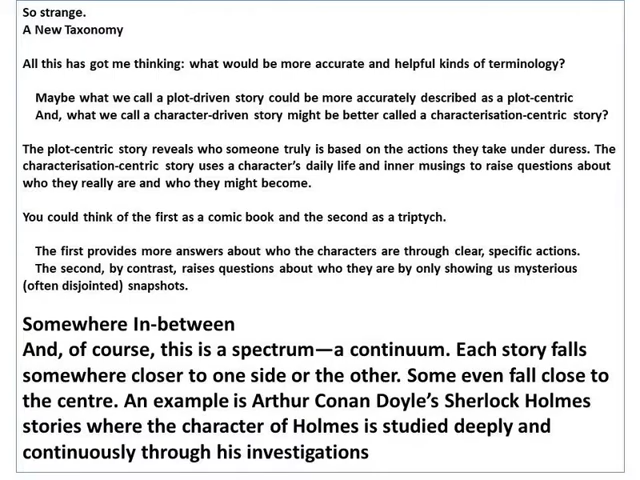 So strange.
A New Taxonomy
All this has got me thinking: what would be more accurate and helpful kinds of terminology?
Maybe what we call a plot-driven story could be more accurately described as a plot-centric
And, what we call a character-driven story might be better called a characterisation-centric story?
The plot-centric story reveals who someone truly is based on the actions they take under duress. The
characterisation-centric story uses a character’s daily life and inner musings to raise questions about
who they really are and who they might become.
You could think of the first as a comic book and the second as a triptych.
The first provides more answers about who the characters are through clear, specific actions.
The second, by contrast, raises questions about who they are by only showing us mysterious
(often disjointed) snapshots.
Somewhere In-between
And, of course, this is a spectrum—a continuum. Each story falls
somewhere closer to one side or the other. Some even fall close to
the centre. An example is Arthur Conan Doyle’s Sherlock Holmes
stories where the character of Holmes is studied deeply and
continuously through his investigations